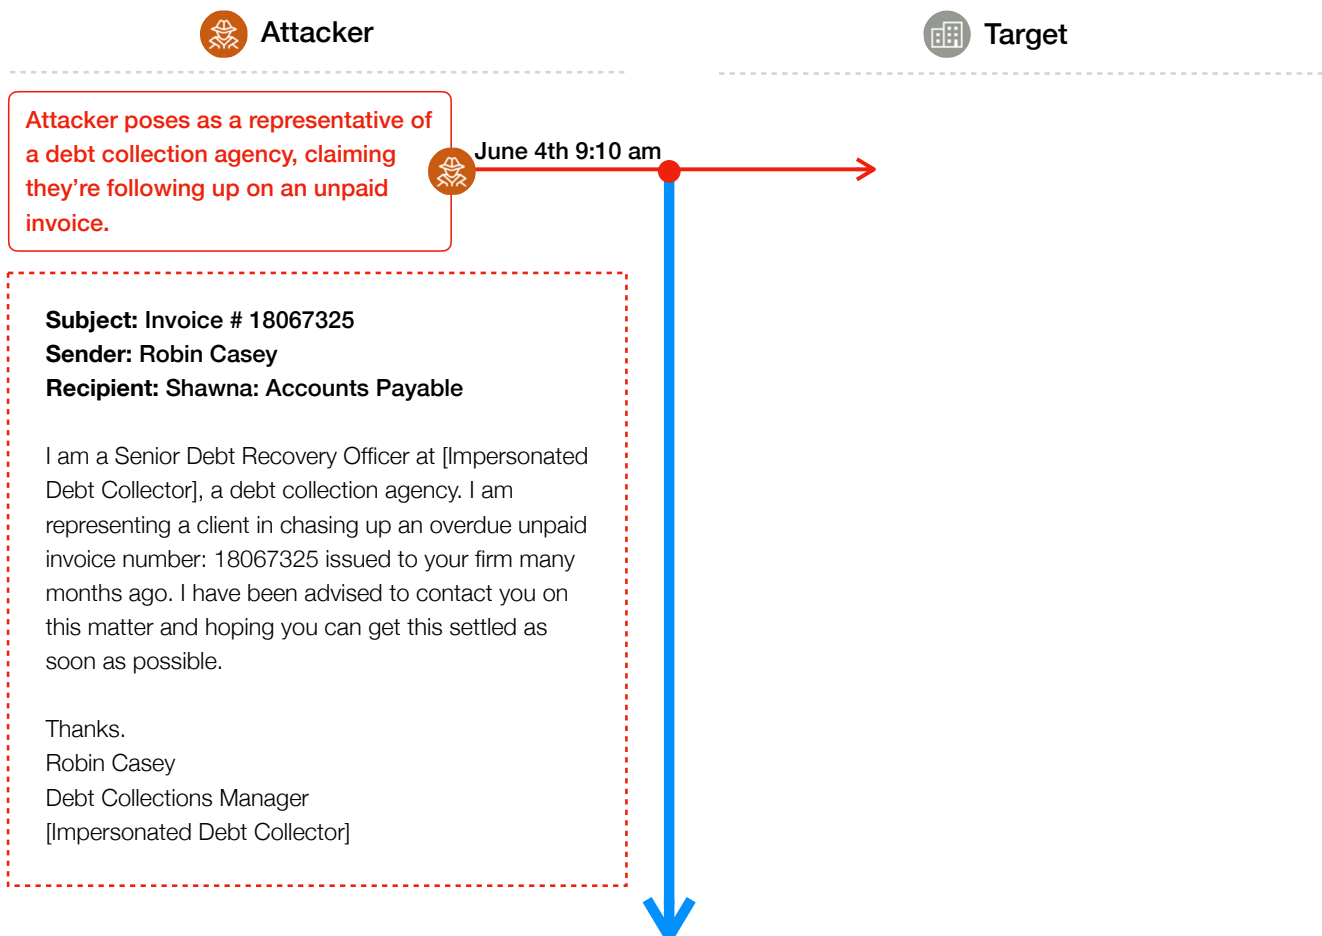 Attacker
Target
Attacker poses as a representative of
a debt collection agency, claiming
they’re following up on an unpaid
invoice.
June 4th 9:10 am
Subject: Invoice # 18067325
Sender: Robin Casey
Recipient: Shawna: Accounts Payable
I am a Senior Debt Recovery Officer at [Impersonated
Debt Collector], a debt collection agency. I am
representing a client in chasing up an overdue unpaid
invoice number: 18067325 issued to your firm many
months ago. I have been advised to contact you on
this matter and hoping you can get this settled as
soon as possible.
Thanks.
Robin Casey
Debt Collections Manager
[Impersonated Debt Collector]